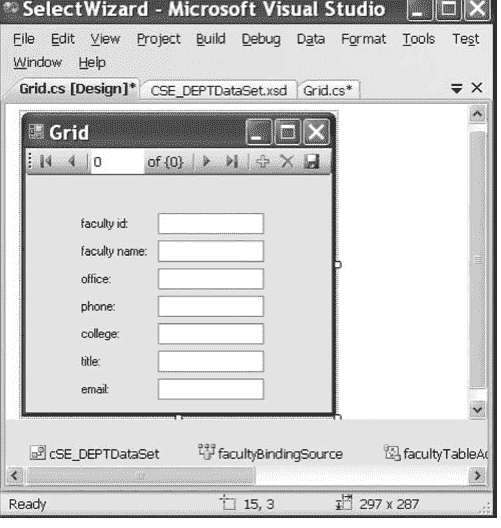 SelectWizard - Microsoft Visual Studio
File Edit View Project Build Debug Data Format Tools Test
Window Help
Grid.cs [Design]* CSE_DEPTDataSet.xsd Grid.cs*
Grid
0 of {0}
faculty id:
faculty name:
office:
phone:
college:
title:
email:
cSE_DEPTDataSet facultyBindingSource facultyTableAd
Ready 15, 3 297 x 287